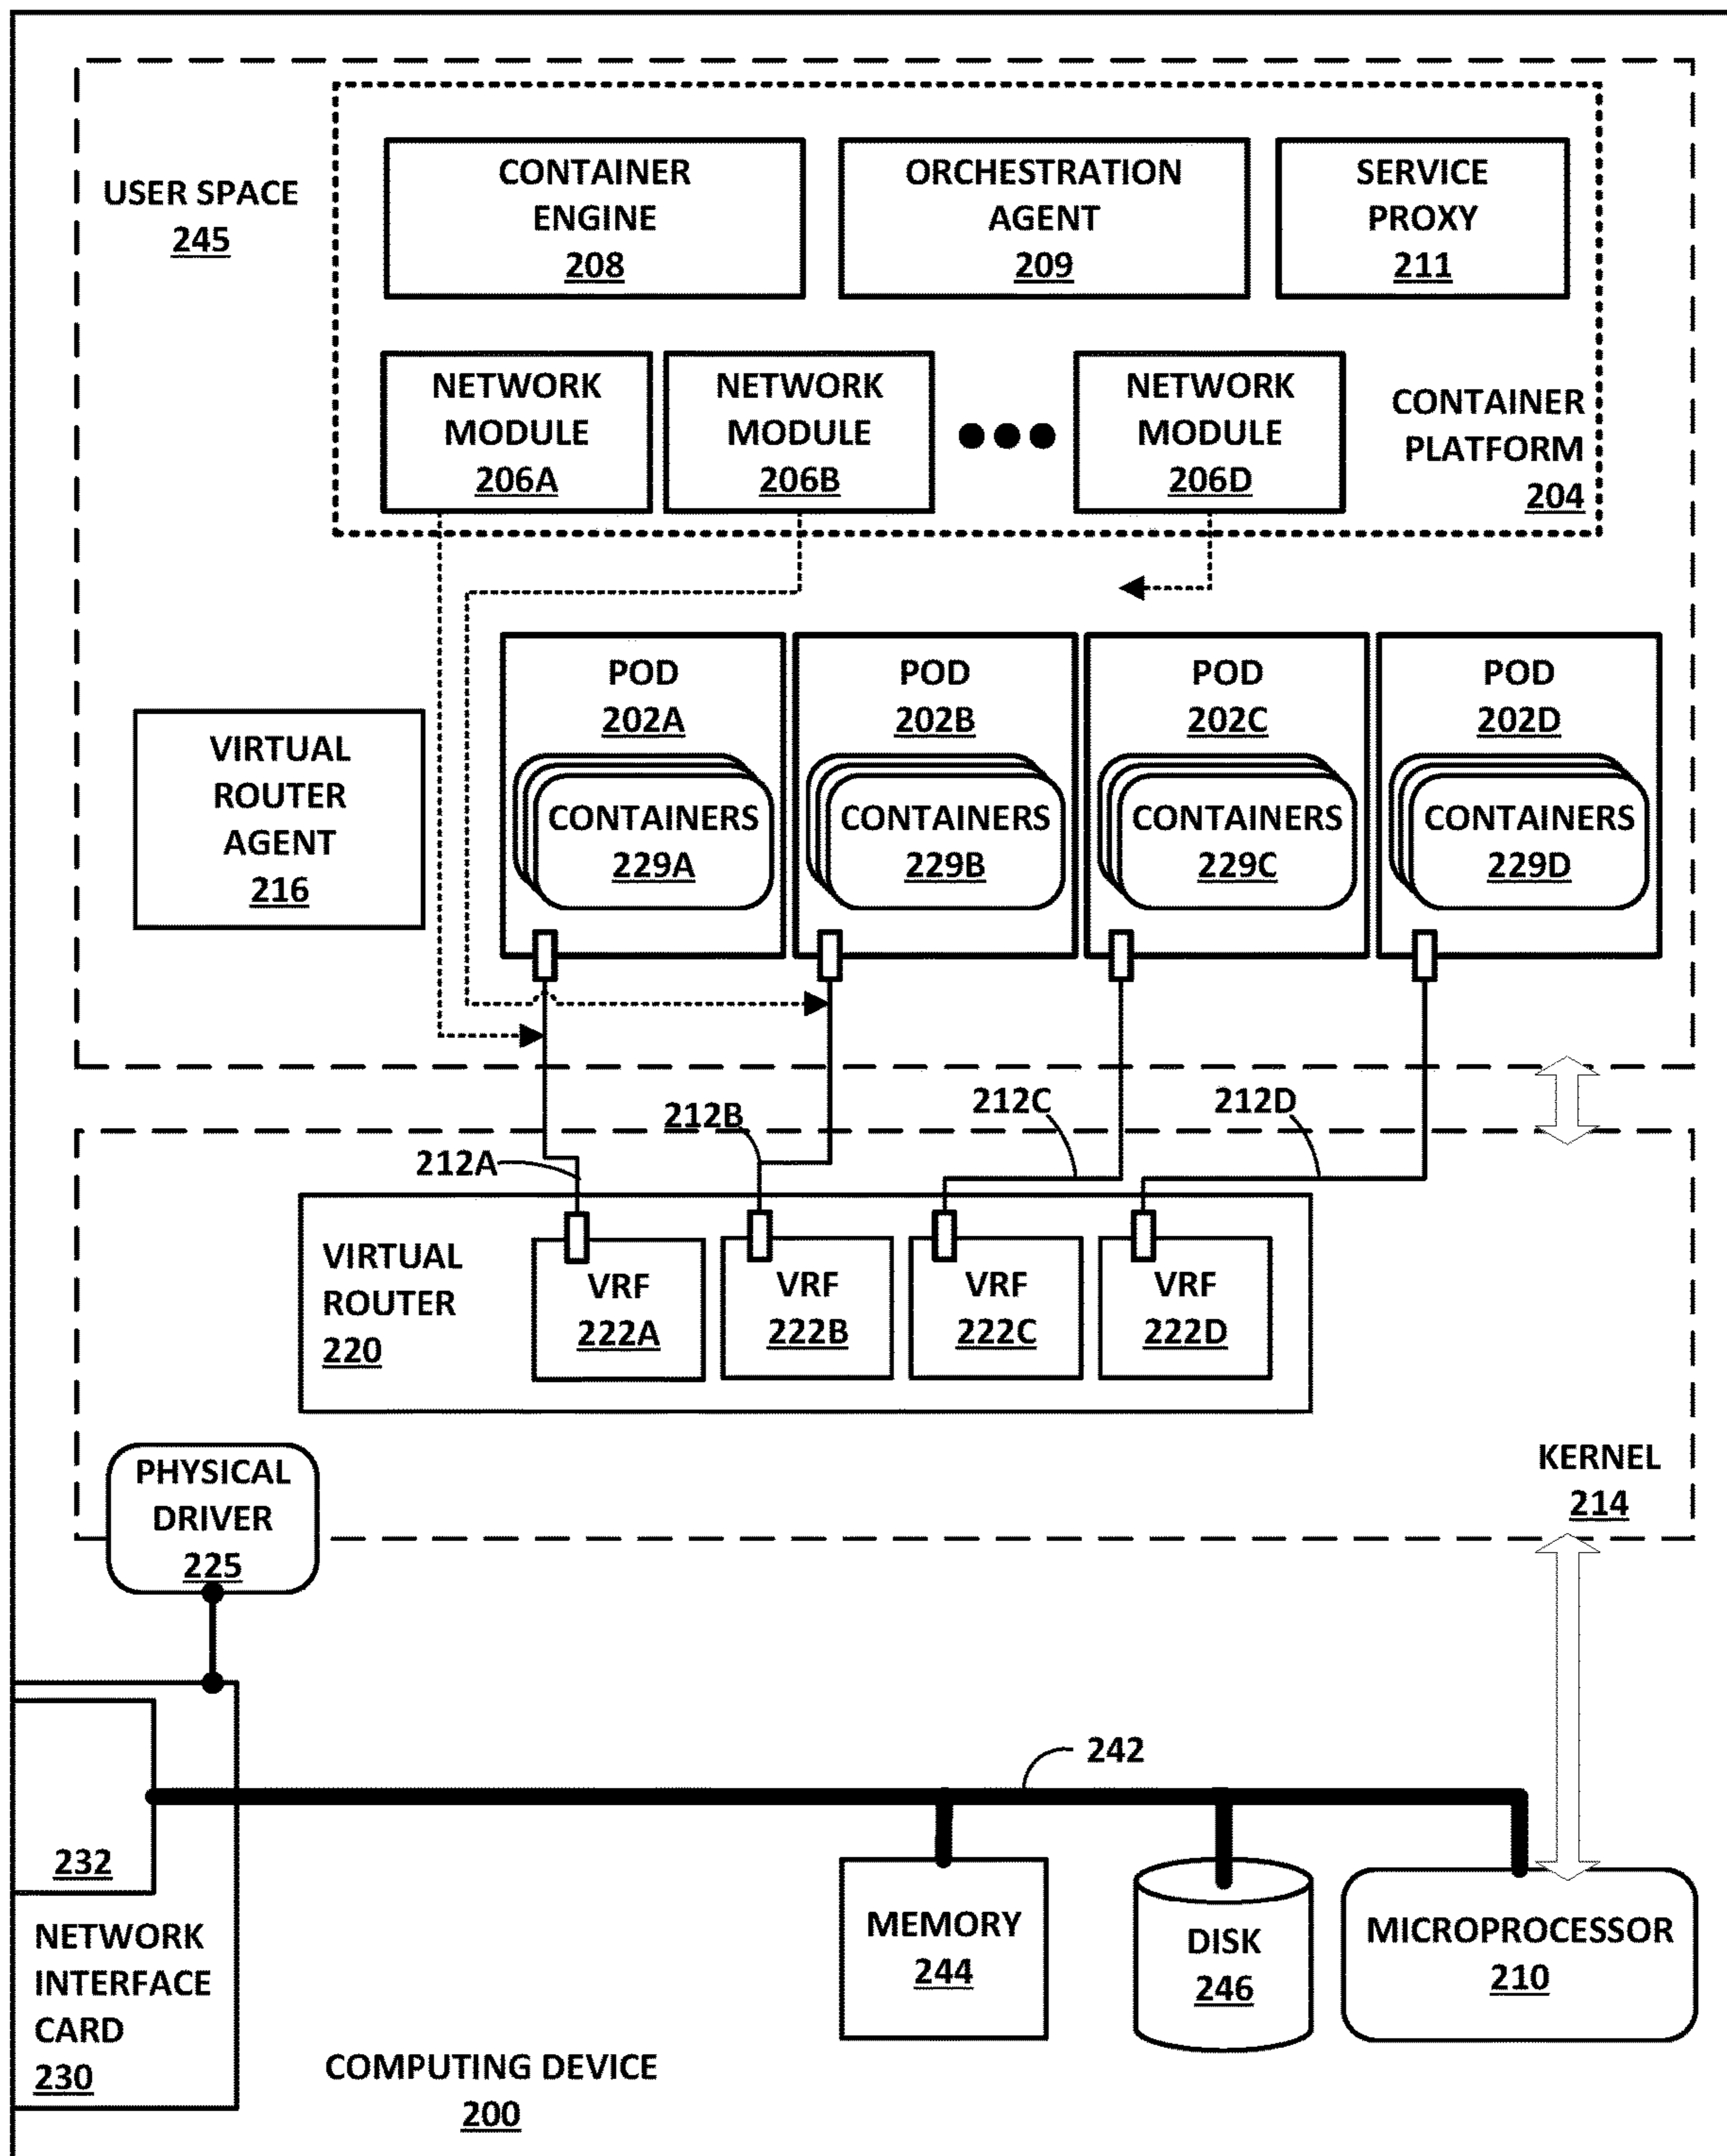 USER SPACE
245
CONTAINER
ENGINE
208
ORCHESTRATION
AGENT
209
SERVICE
PROXY
211
NETWORK
MODULE
206A
NETWORK
MODULE
206B
NETWORK
MODULE
206D
CONTAINER
PLATFORM
204
VIRTUAL
ROUTER
AGENT
216
POD
202A
CONTAINERS
229A
POD
202B
CONTAINERS
229B
POD
202C
CONTAINERS
229C
POD
202D
CONTAINERS
229D
212A
212B
212C
212D
VIRTUAL
ROUTER
220
VRF
222A
VRF
222B
VRF
222C
VRF
222D
KERNEL
214
PHYSICAL
DRIVER
225
242
232
NETWORK
INTERFACE
CARD
230
MEMORY
244
DISK
246
MICROPROCESSOR
210
COMPUTING DEVICE
200